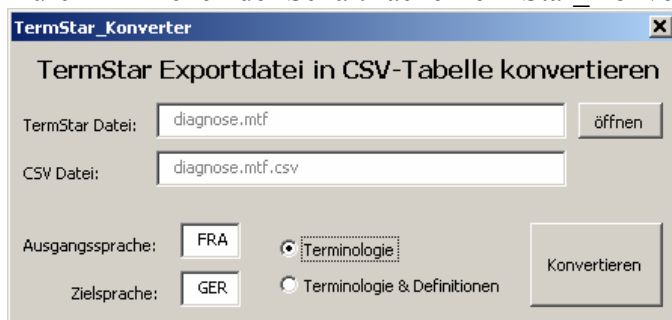 TermStar_Konverter
TermStar Exportdatei in CSV-Tabelle konvertieren
TermStar Datei: diagnose.mtf öffnen
CSV Datei: diagnose.mtf.csv
Ausgangssprache: FRA Terminologie
Zielsprache: GER Terminologie & Definitionen
Konvertieren